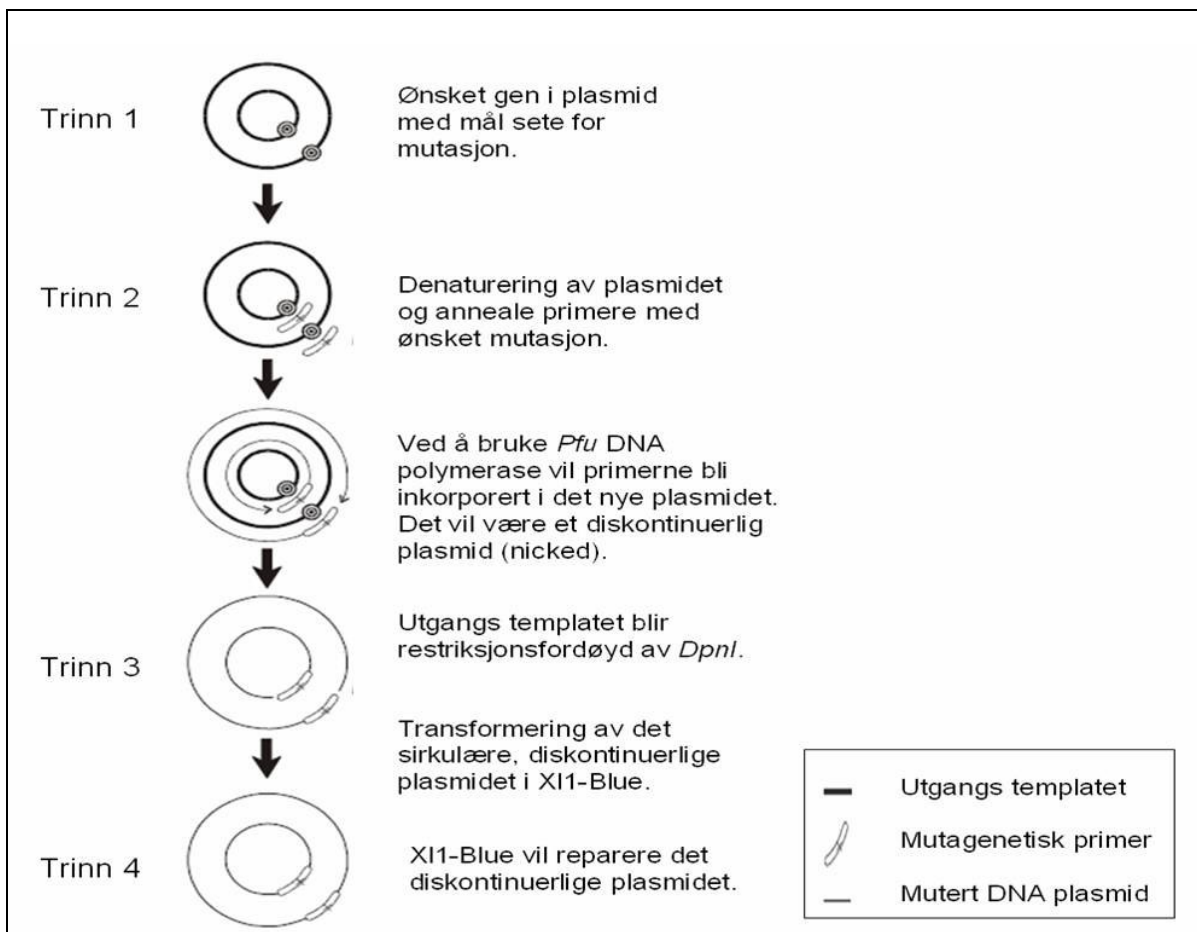 Trinn 1
Ønsket gen i plasmid
med mål sete for
mutasjon.
Trinn 2
Denaturering av plasmidet
og anneale primere med
ønsket mutasjon.
Ved å bruke Pfu DNA
polymerase vil primerne bli
inkorporert i det nye plasmidet.
Det vil være et diskontinuerlig
plasmid (nicked).
Trinn 3
Utgangs templatet blir
restriksjonsfordøyd av DpnI.
Transformering av det
sirkulære, diskontinuerlige
plasmidet i Xl1-Blue.
Trinn 4
Xl1-Blue vil reparere det
diskontinuerlige plasmidet.
Utgangs templatet
Mutagenetisk primer
Mutert DNA plasmid